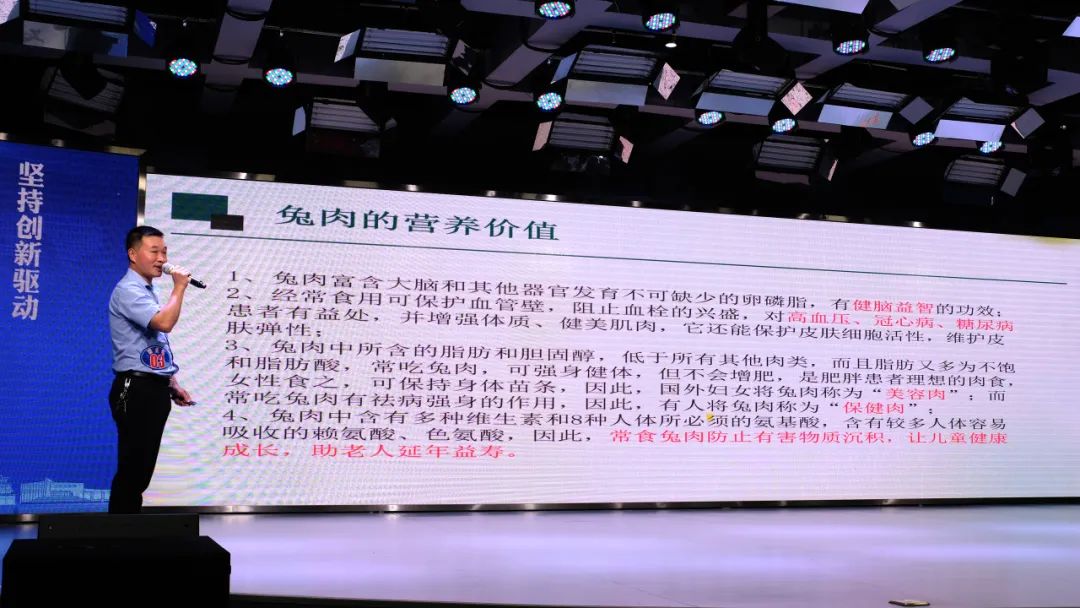 坚持创新驱动
兔肉的营养价值
1、兔肉富含大脑和其他器官发育不可缺少的卵磷脂，有健脑益智的功效；
2、经常食用可保护血管壁，阻止血栓的兴盛，对高血压、冠心病、糖尿病
患者有益处，并增强体质、健美肌肉，它还能保护皮肤细胞活性，维护皮
肤弹性；
3、兔肉中所含的脂肪和胆固醇，低于所有其他肉类，而且脂肪又多为不饱
和脂肪酸，常吃兔肉，可强身健体，但不会增肥，是肥胖患者理想的肉食，
女性食之，可保持身体苗条，因此，国外妇女将兔肉称为“美容肉”；而
常吃兔肉有祛病强身的作用，因此，有人将兔肉称为“保健肉”；
4、兔肉中含有多种维生素和8种人体所必须的氨基酸，含有较多人体容易
吸收的赖氨酸、色氨酸，因此，常食兔肉防止有害物质沉积，让儿童健康
成长，助老人延年益寿。
03